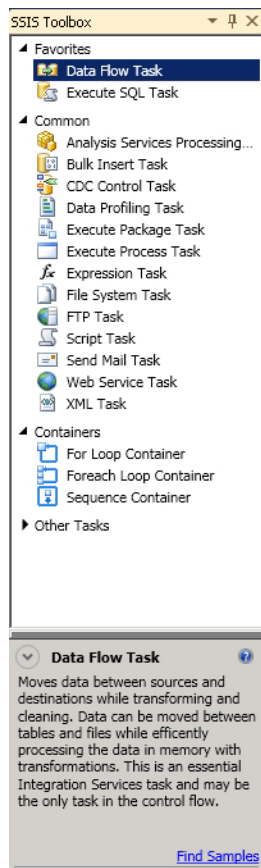 SSIS Toolbox
Favorites
Data Flow Task
Execute SQL Task
Common
Analysis Services Processing...
Bulk Insert Task
CDC Control Task
Data Profiling Task
Execute Package Task
Execute Process Task
fx Expression Task
File System Task
FTP Task
Script Task
Send Mail Task
Web Service Task
XML Task
Containers
For Loop Container
Foreach Loop Container
Sequence Container
Other Tasks
Data Flow Task
Moves data between sources and
destinations while transforming and
cleaning. Data can be moved between
tables and files while efficently
processing the data in memory with
transformations. This is an essential
Integration Services task and may be
the only task in the control flow.
Find Samples